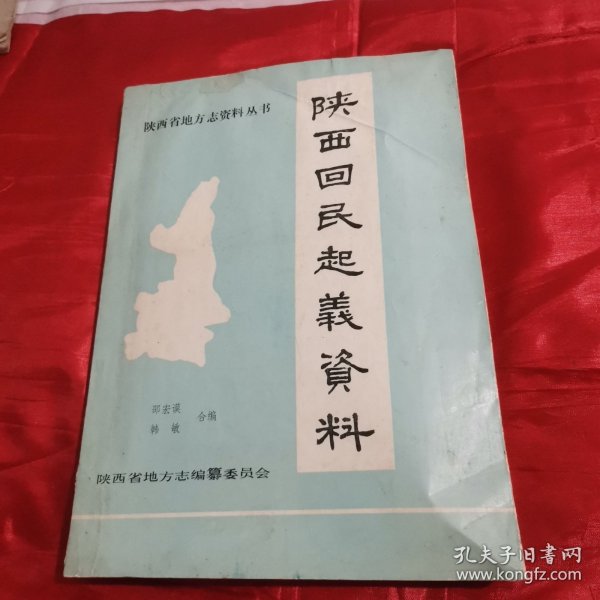 陕西省地方志资料丛书
陕西回民起義資料
邵宏谟
韩 敏
合编
陕西省地方志编纂委员会
孔夫子旧书网
www.kongfz.com